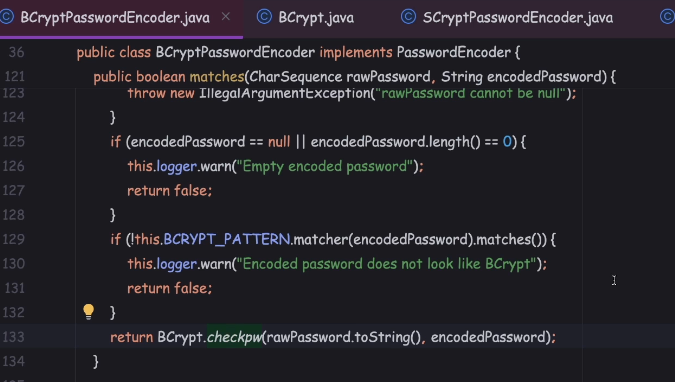 BCryptPasswordEncoder.java × BCrypt.java SCryptPasswordEncoder.java
36 public class BCryptPasswordEncoder implements PasswordEncoder {
121 public boolean matches(CharSequence rawPassword, String encodedPassword) {
123 throw new IllegalArgumentException("rawPassword cannot be null");
124 }
125 if (encodedPassword == null || encodedPassword.length() == 0) {
126 this.logger.warn("Empty encoded password");
127 return false;
128 }
129 if (!this.BCRYPT_PATTERN.matcher(encodedPassword).matches()) {
130 this.logger.warn("Encoded password does not look like BCrypt");
131 return false;
132 }
133 return BCrypt.checkpw(rawPassword.toString(), encodedPassword);
134 }